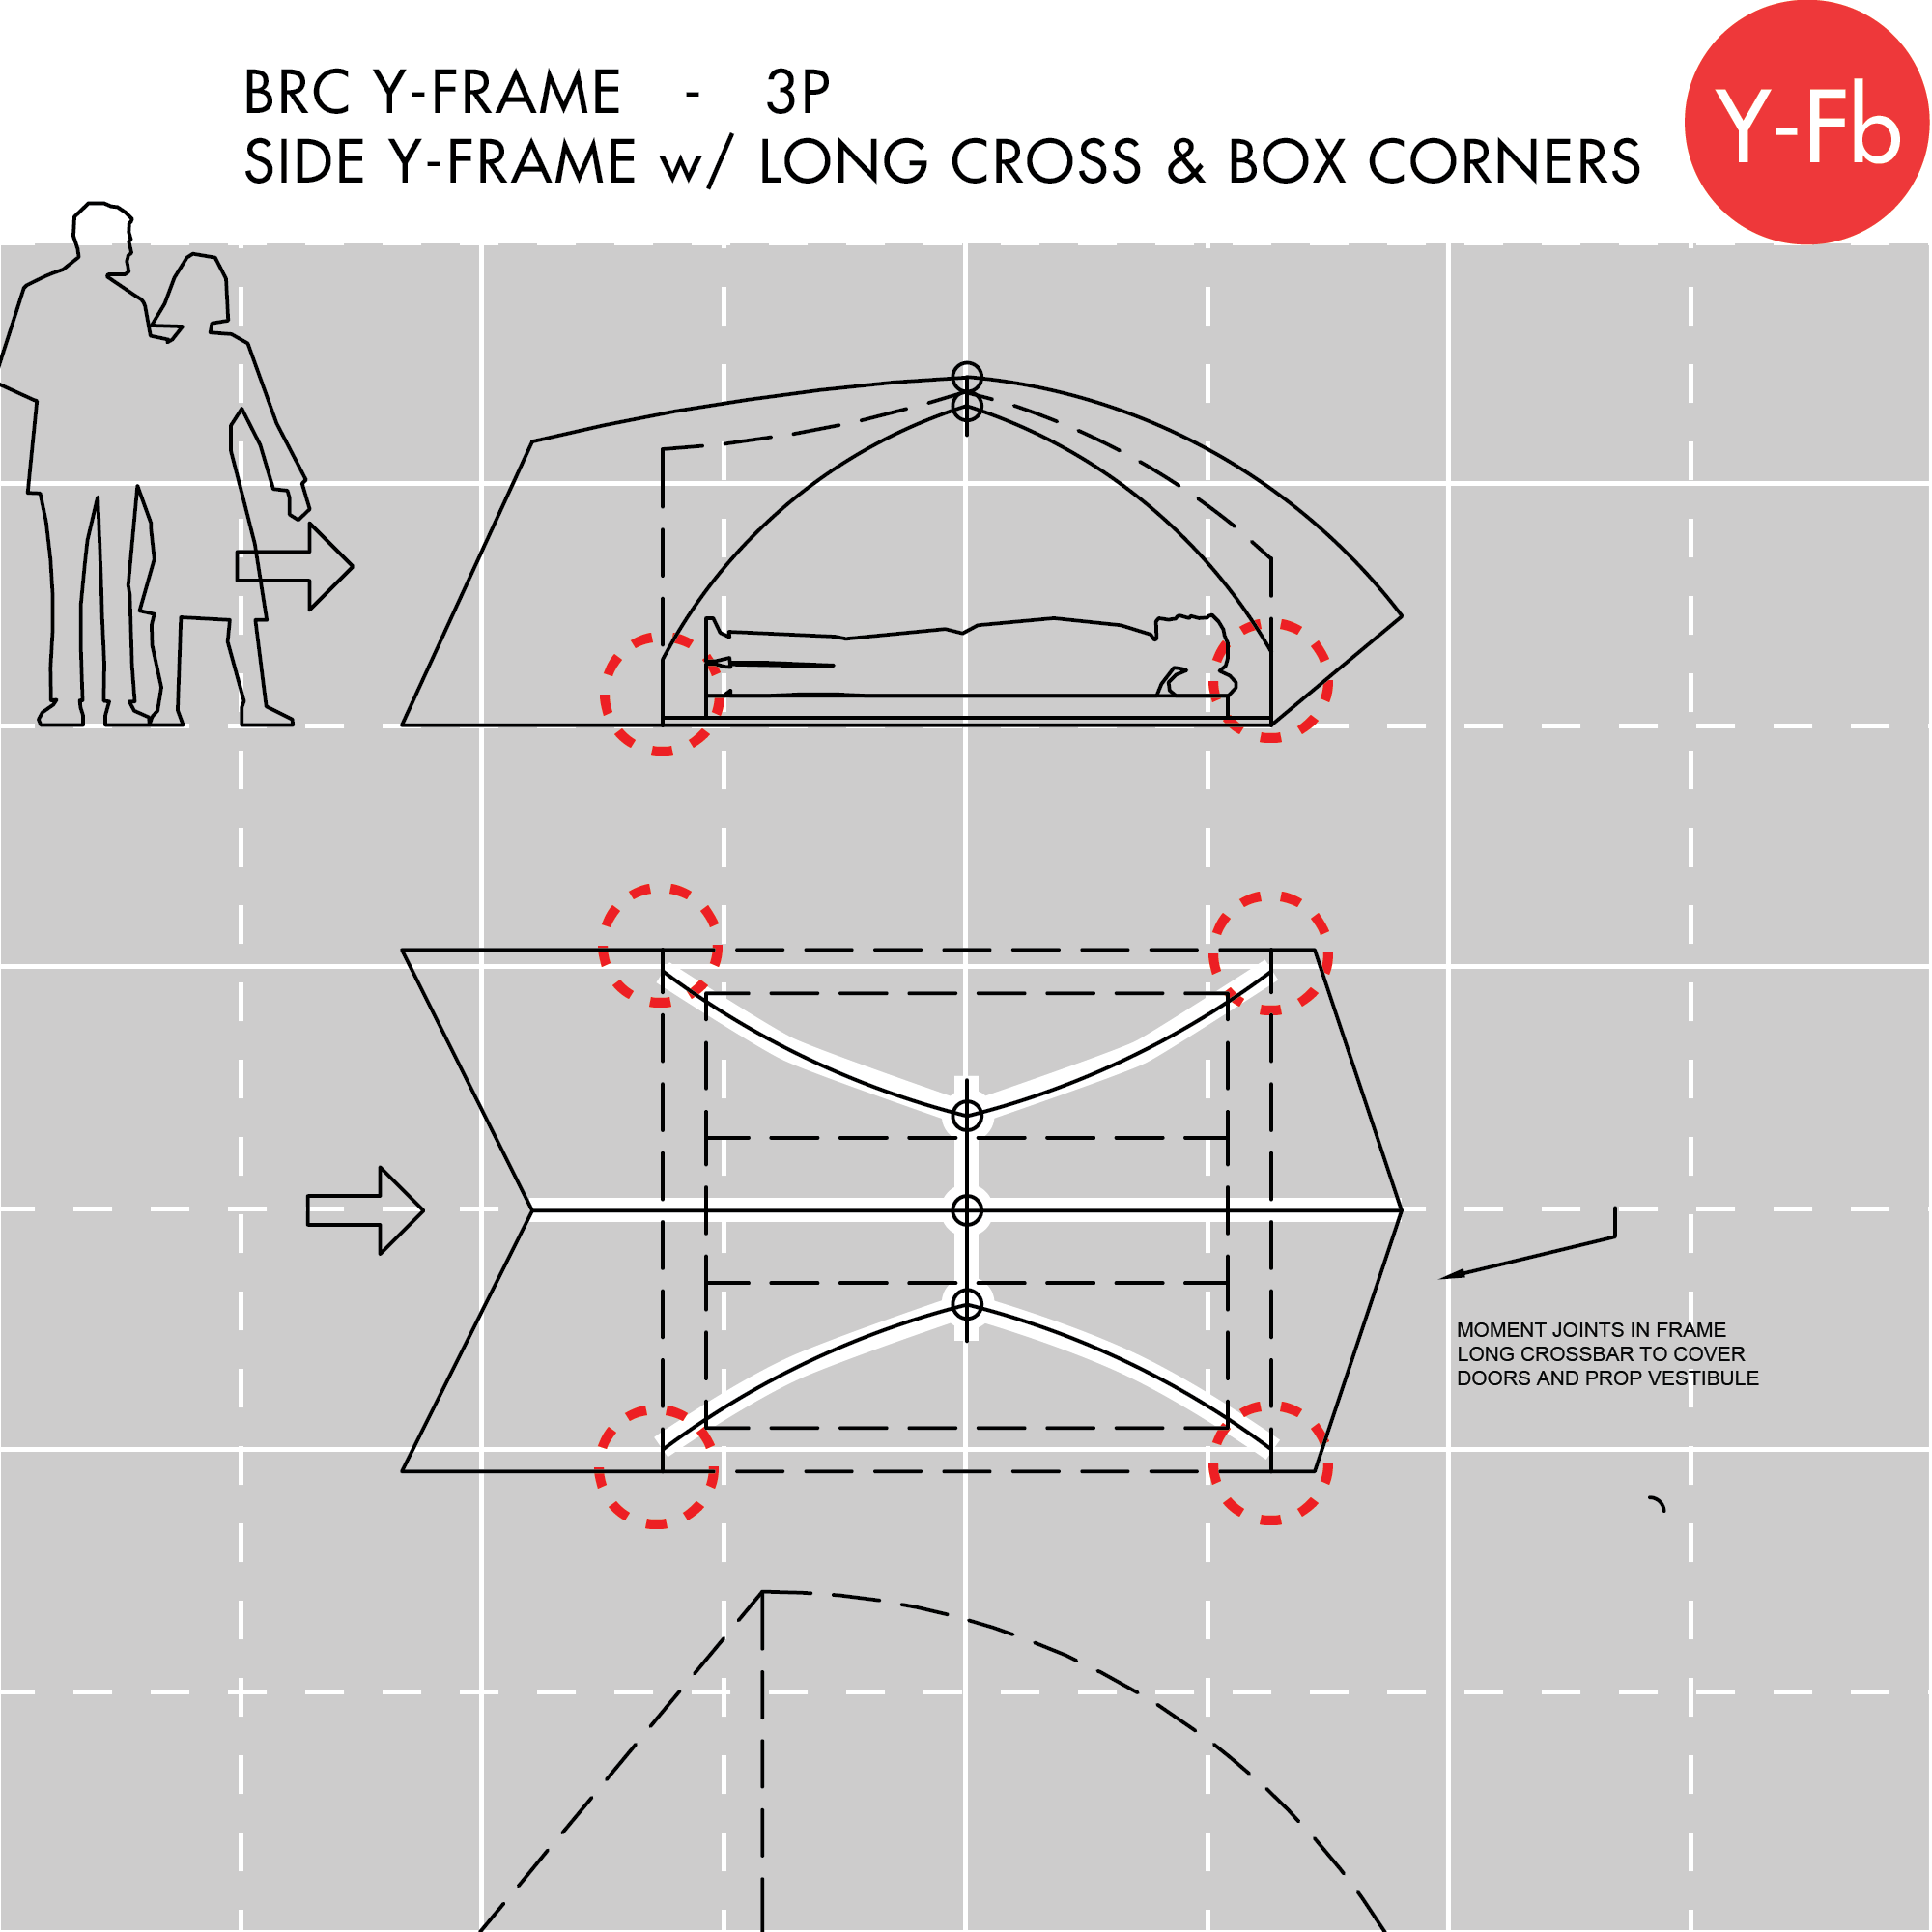 BRC Y-FRAME - 3P
SIDE Y-FRAME w/ LONG CROSS & BOX CORNERS
Y-Fb
MOMENT JOINTS IN FRAME
LONG CROSSBAR TO COVER
DOORS AND PROP VESTIBULE